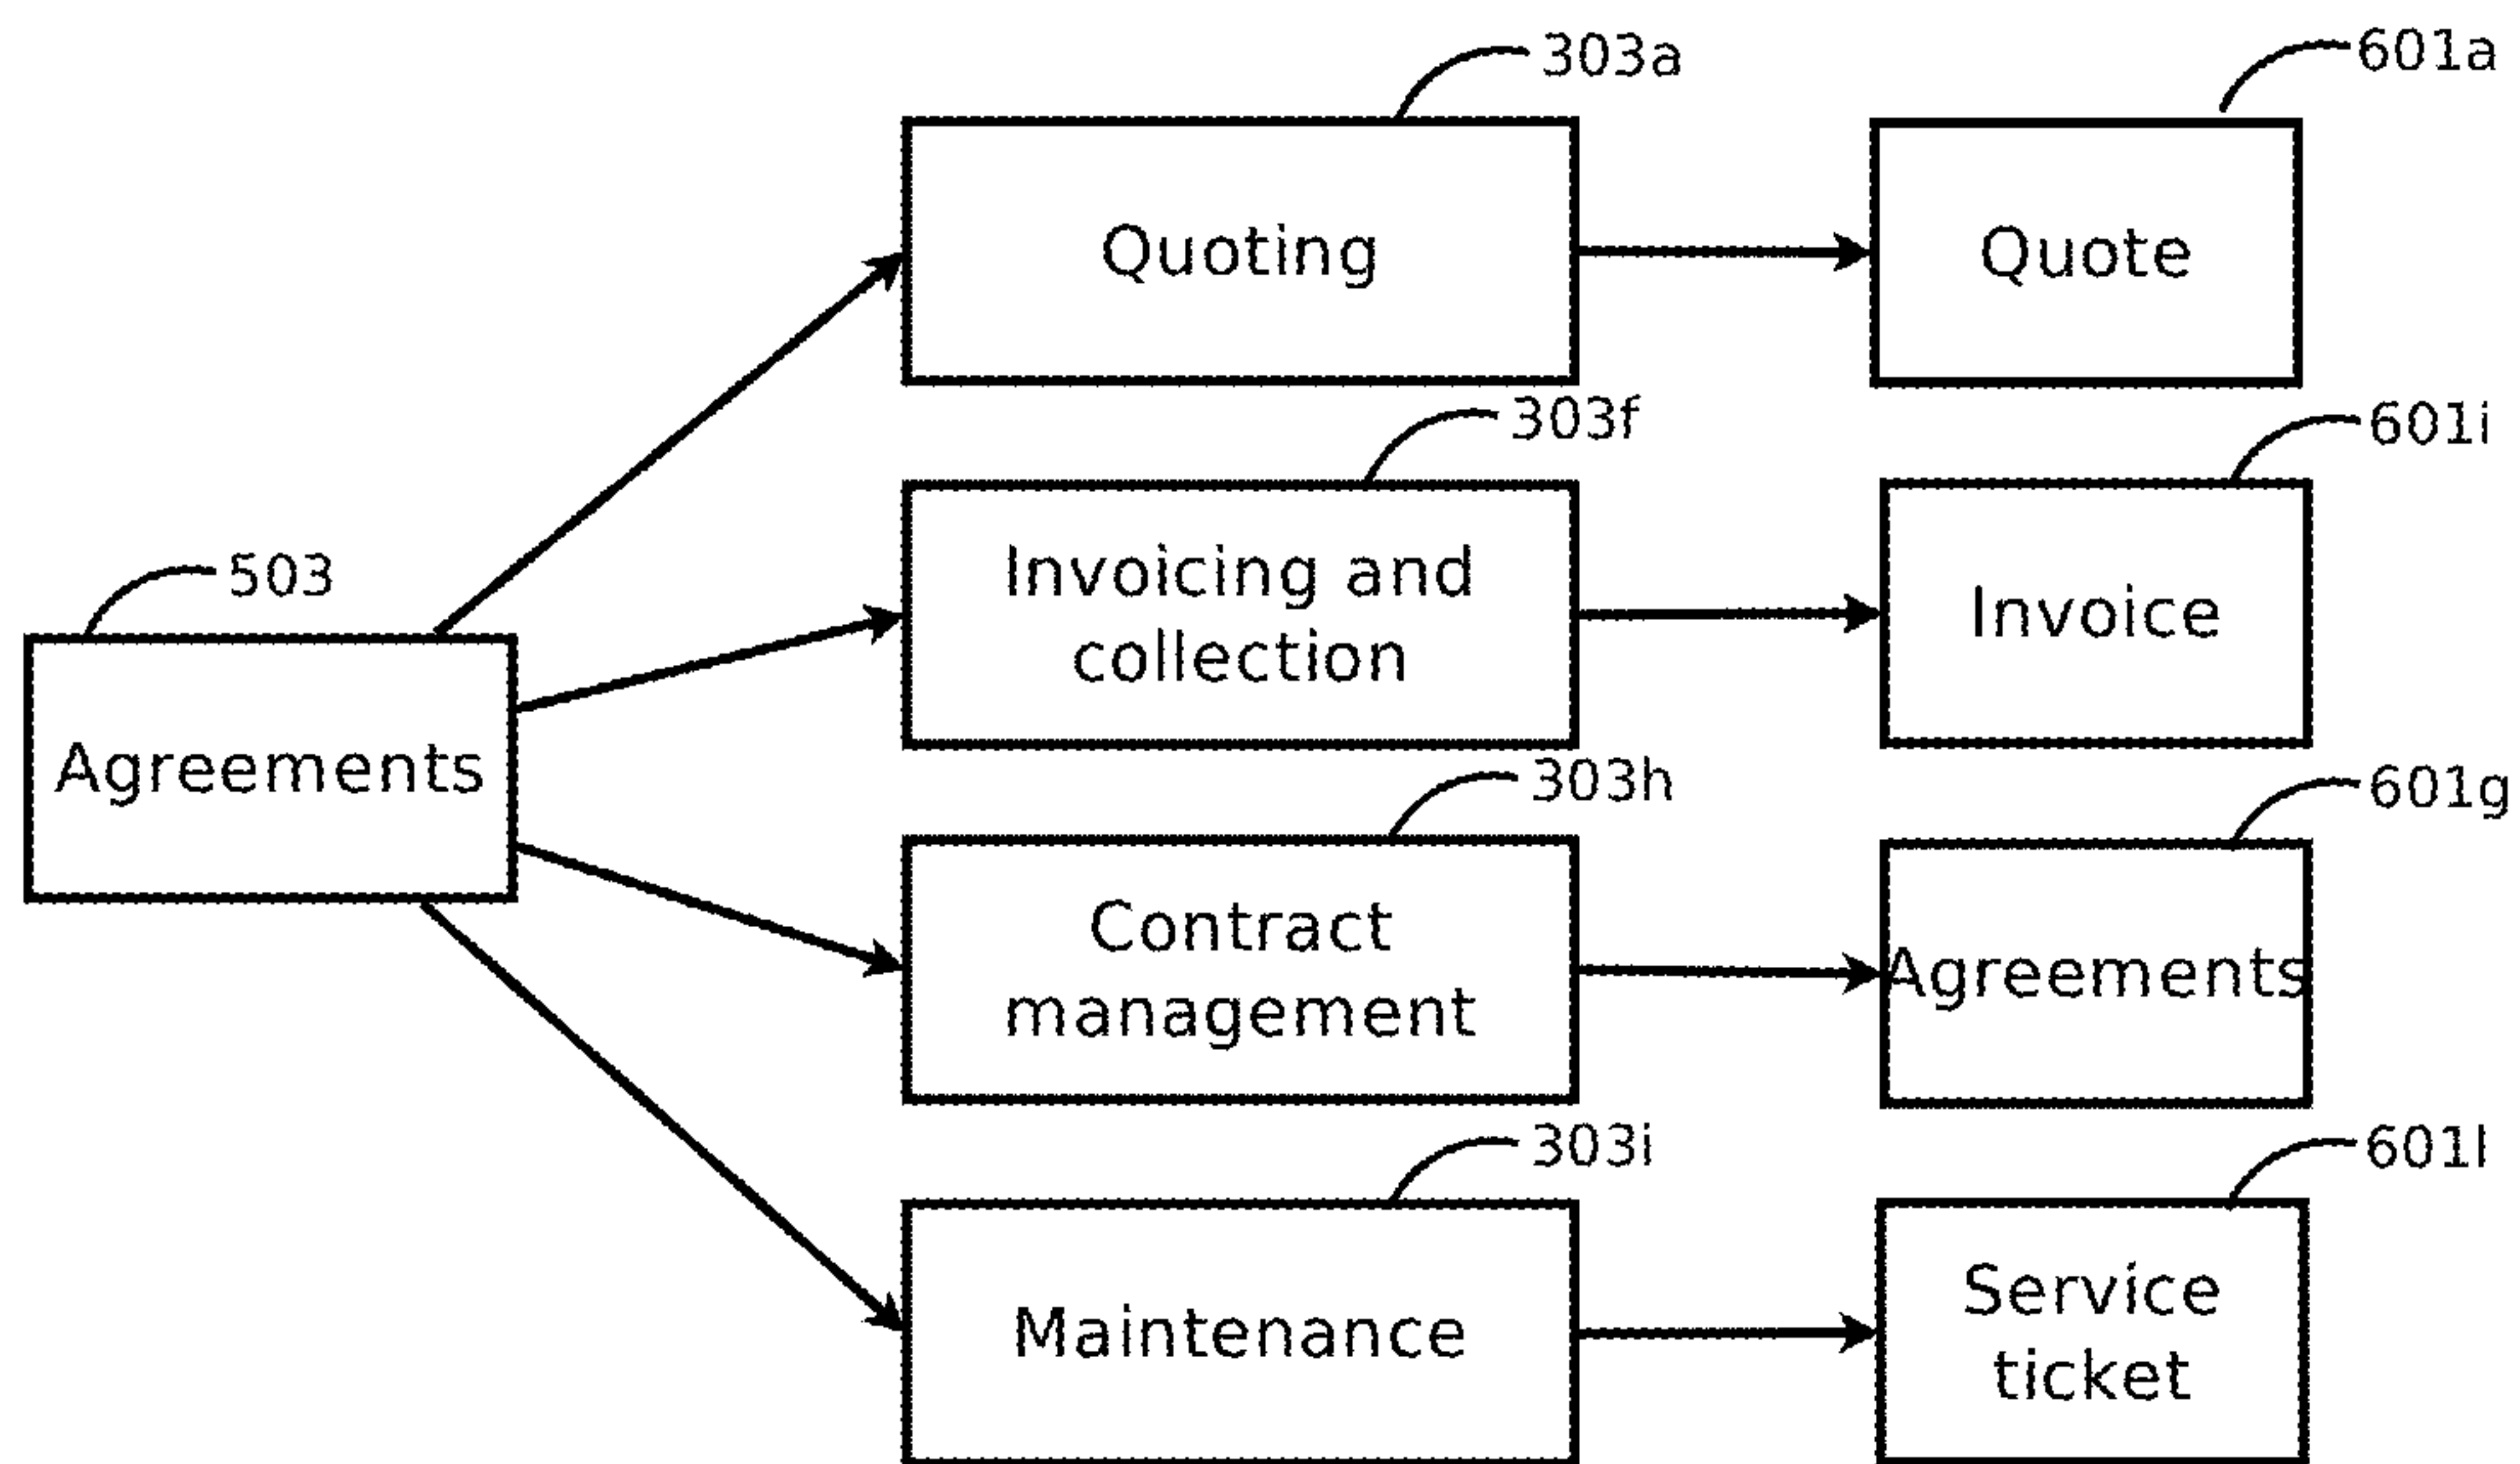 303a
601a
Quoting
Quote
303f
601i
Invoicing and
collection
Invoice
503
Agreements
303h
601g
Contract
management
Agreements
303i
601l
Maintenance
Service
ticket